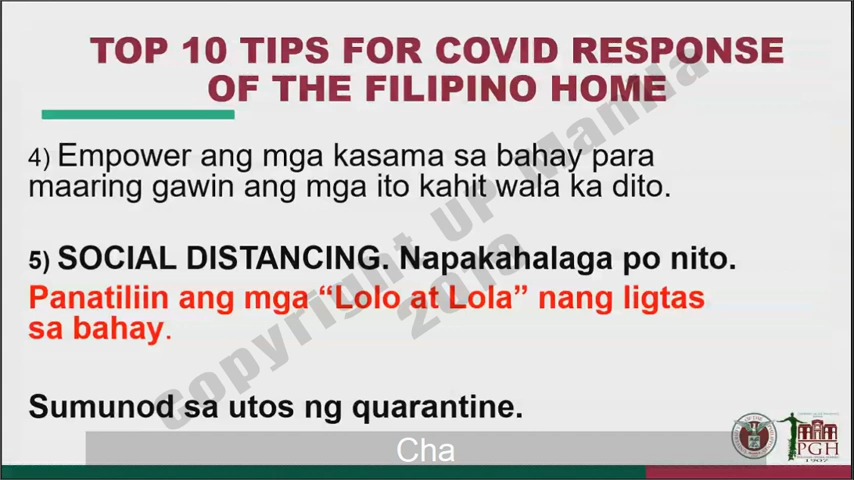 TOP 10 TIPS FOR COVID RESPONSE
OF THE FILIPINO HOME
4) Empower ang mga kasama sa bahay para
maaring gawin ang mga ito kahit wala ka dito.
5) SOCIAL DISTANCING. Napakahalaga po nito.
Panatiliin ang mga “Lolo at Lola” nang ligtas
sa bahay.
Sumunod sa utos ng quarantine.
Copyright UP Manila
2019
Cha
PGH
1907